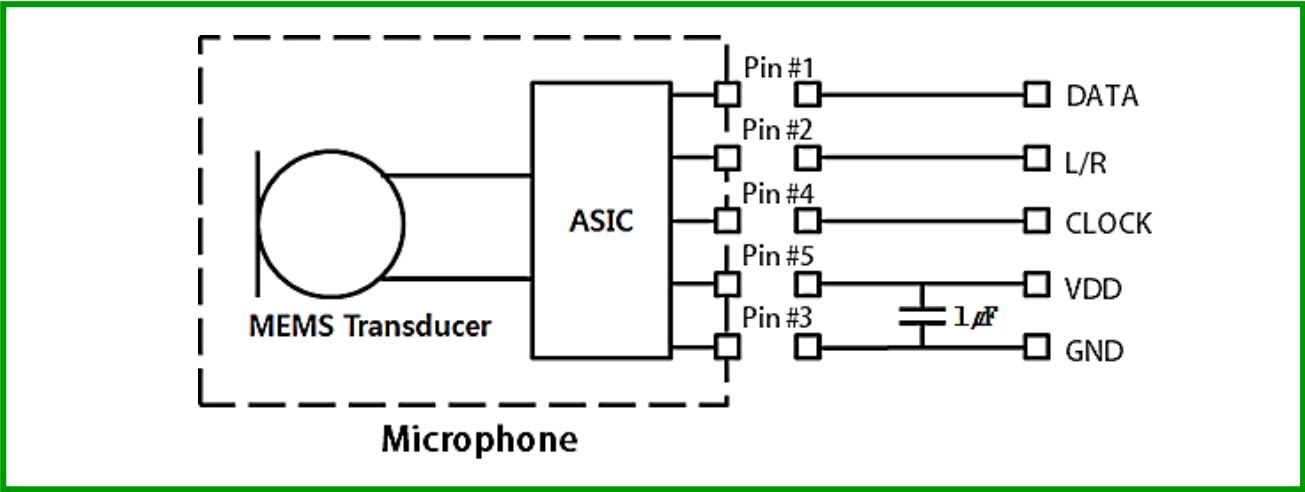 Pin #1
DATA
Pin #2
L/R
Pin #4
CLOCK
ASIC
Pin #5
VDD
1㎌
Pin #3
GND
MEMS Transducer
Microphone